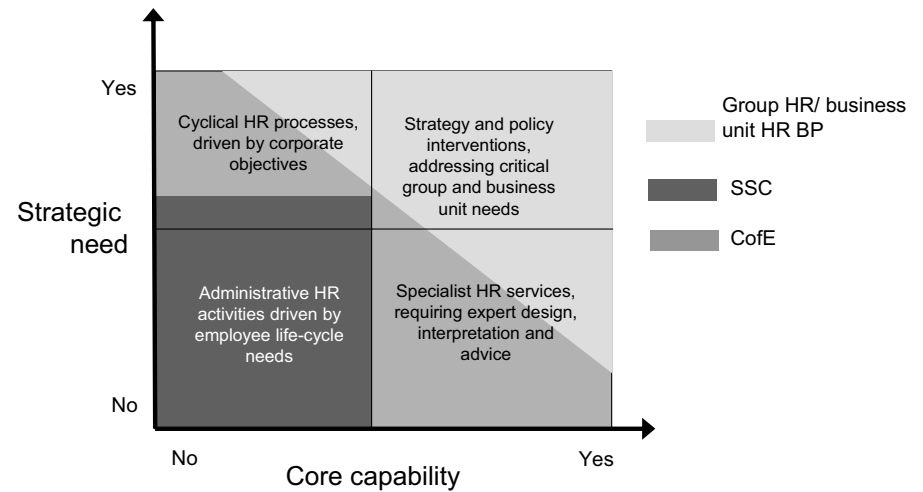 Yes
Strategic
need
No
Cyclical HR processes,
driven by corporate
objectives
Strategy and policy
interventions,
addressing critical
group and business
unit needs
Administrative HR
activities driven by
employee life-cycle
needs
Specialist HR services,
requiring expert design,
interpretation and
advice
No
Core capability
Yes
Group HR/ business
unit HR BP
SSC
CofE